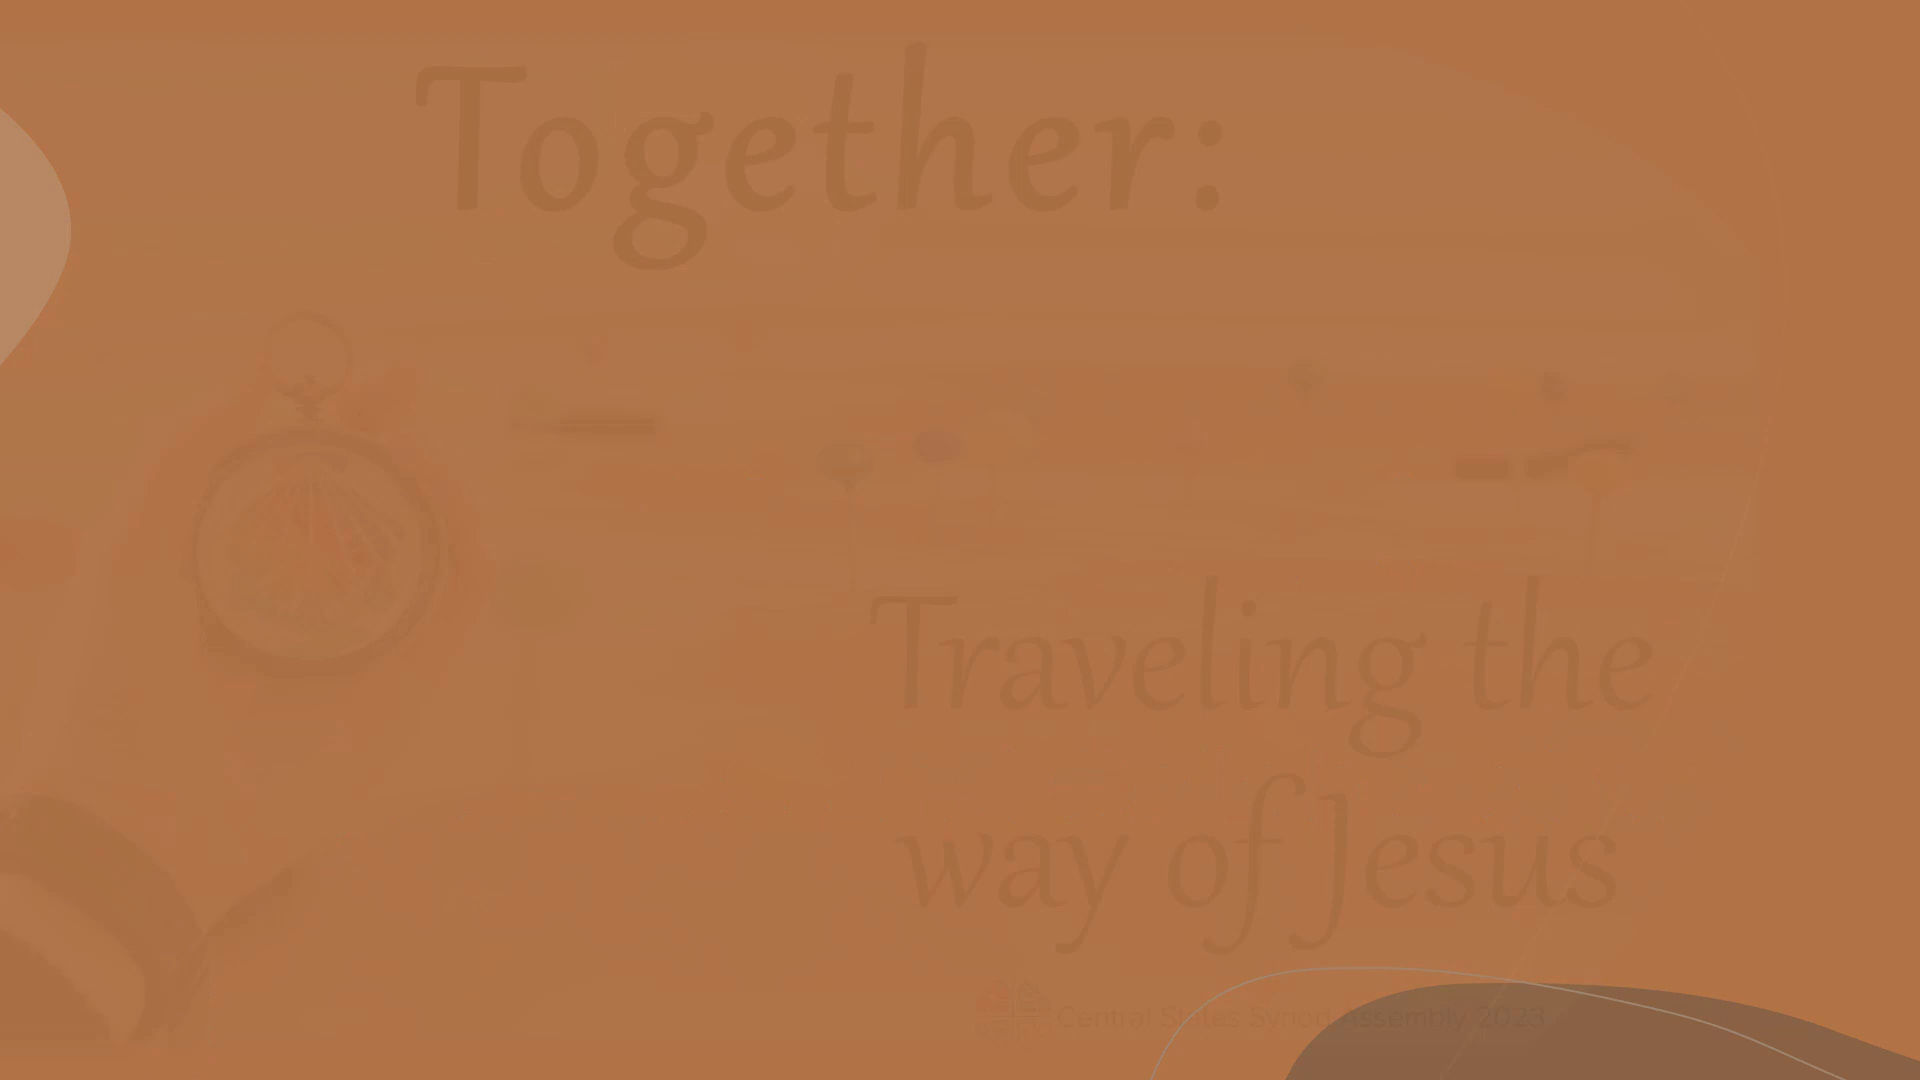 Together:
Traveling the
way of Jesus
Central States Synod Assembly 2023